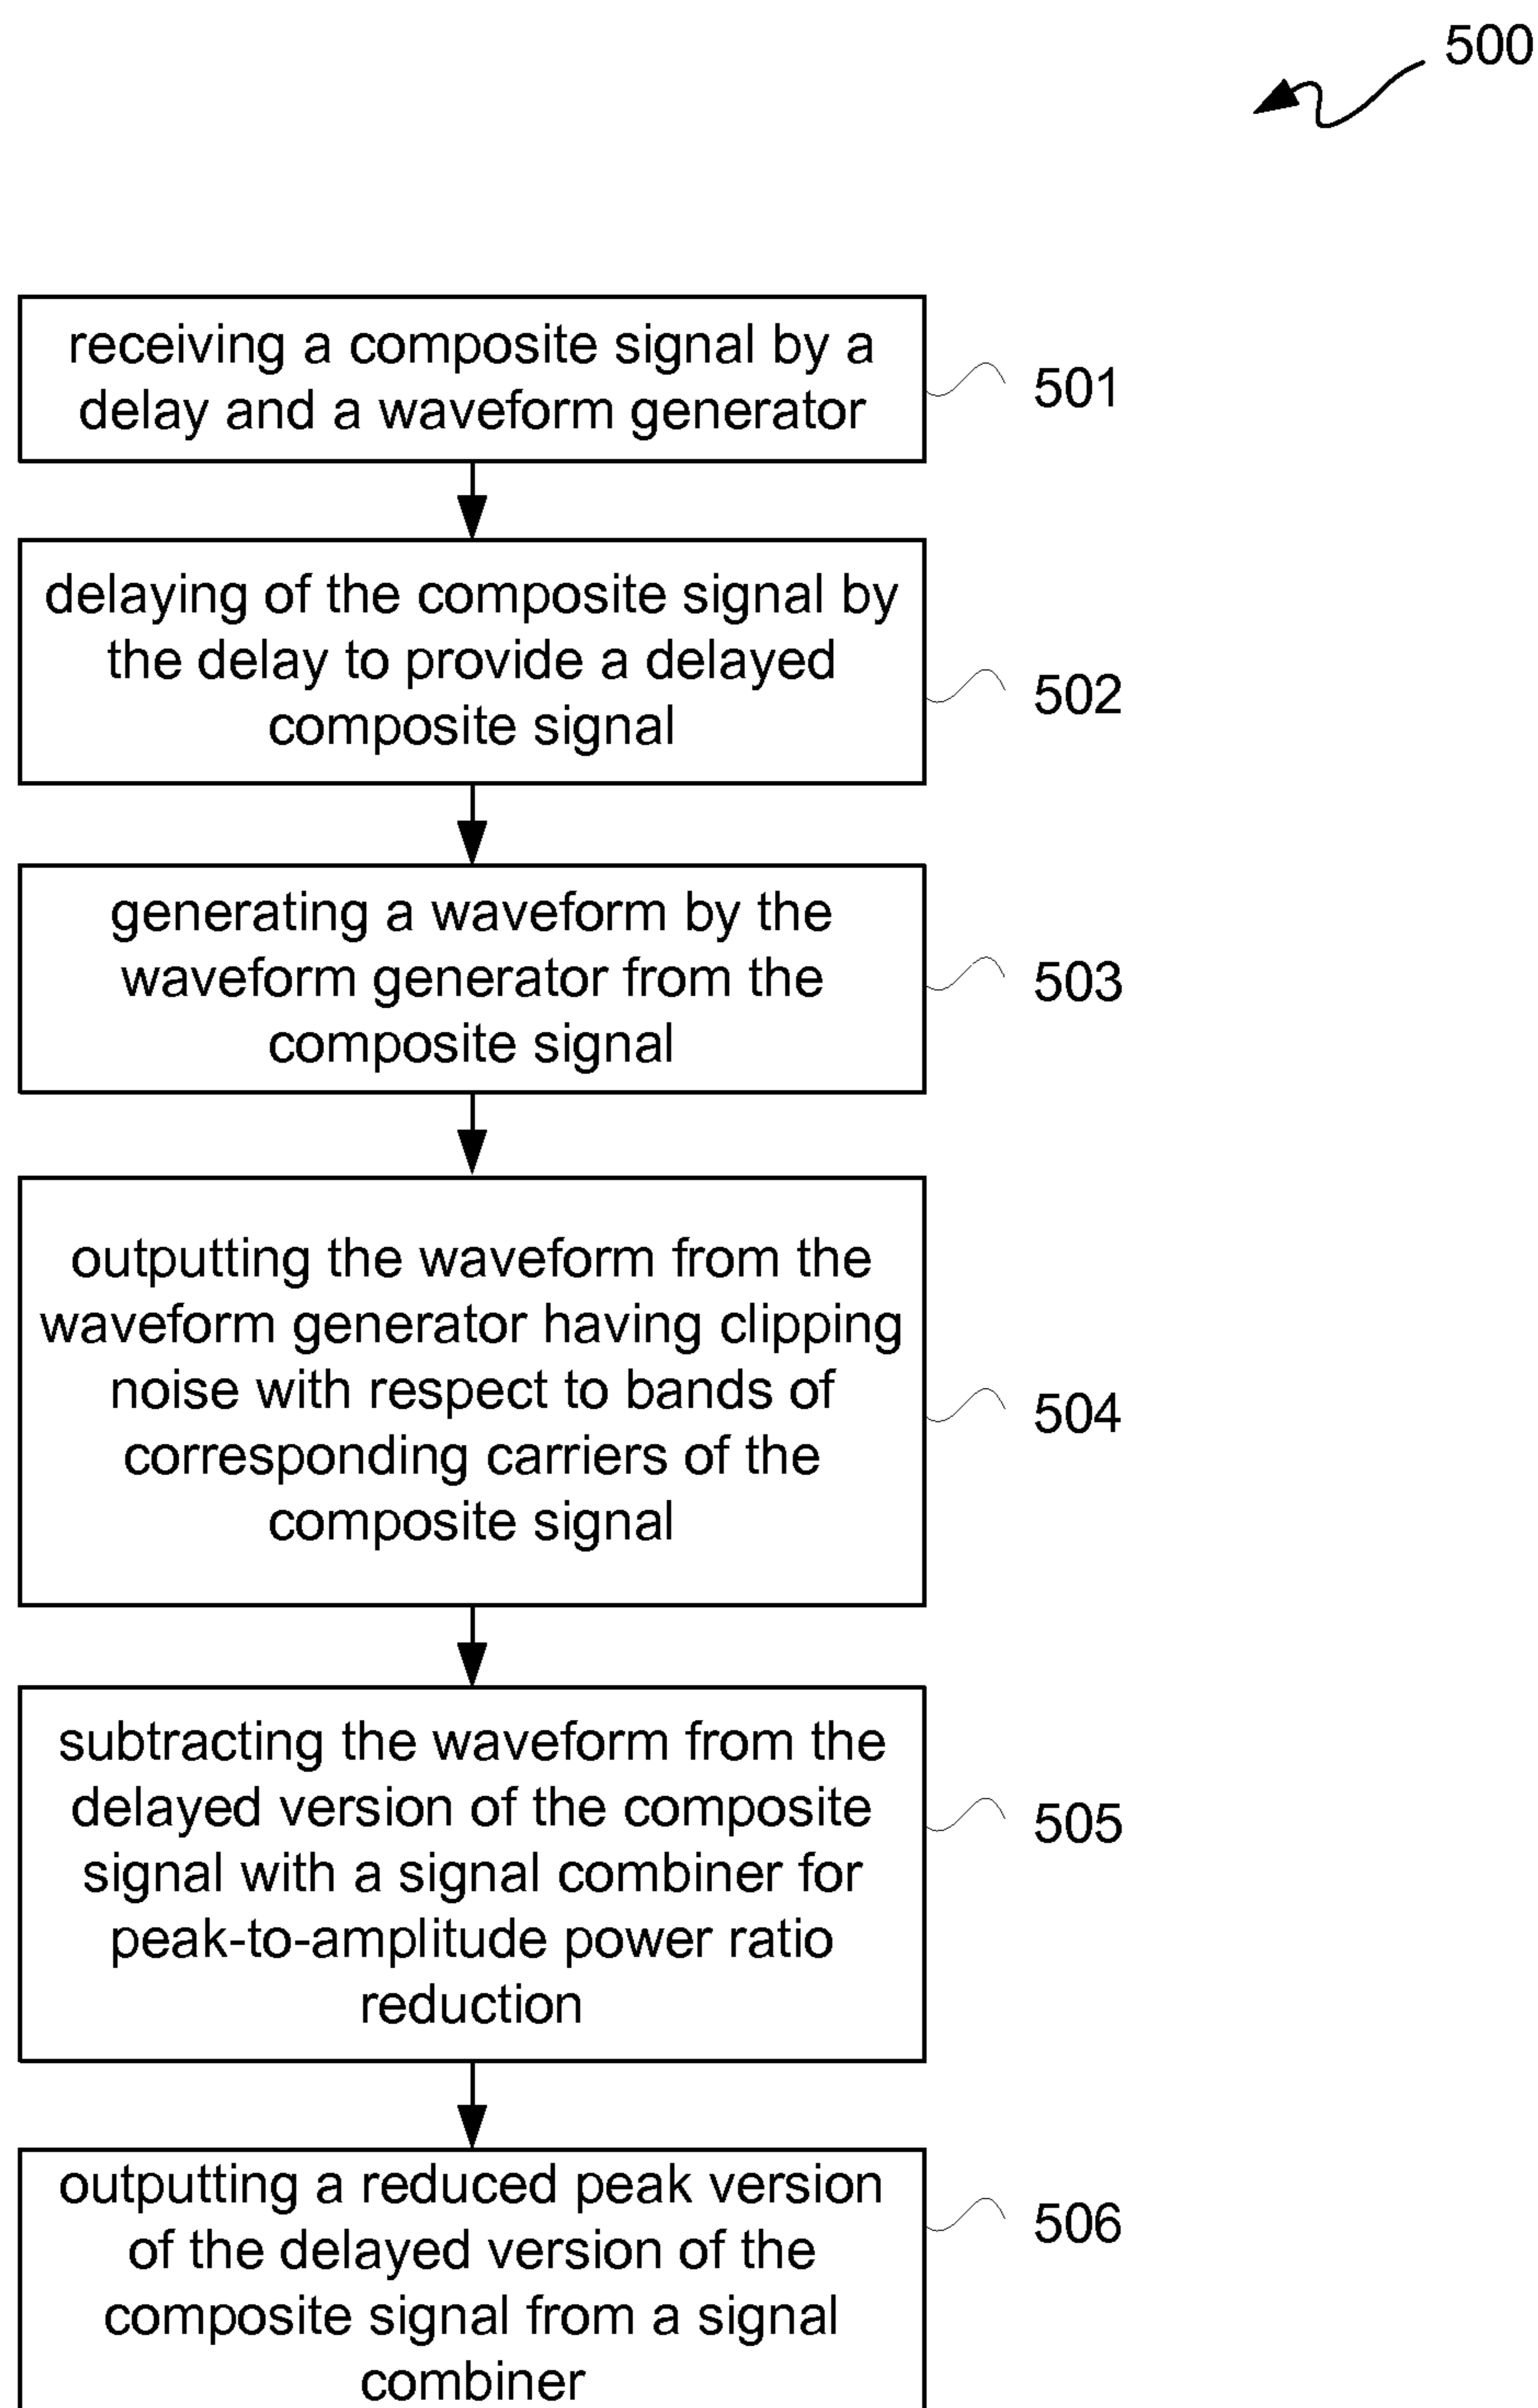 500
receiving a composite signal by a
delay and a waveform generator
501
delaying of the composite signal by
the delay to provide a delayed
composite signal
502
generating a waveform by the
waveform generator from the
composite signal
503
outputting the waveform from the
waveform generator having clipping
noise with respect to bands of
corresponding carriers of the
composite signal
504
subtracting the waveform from the
delayed version of the composite
signal with a signal combiner for
peak-to-amplitude power ratio
reduction
505
outputting a reduced peak version
of the delayed version of the
composite signal from a signal
combiner
506